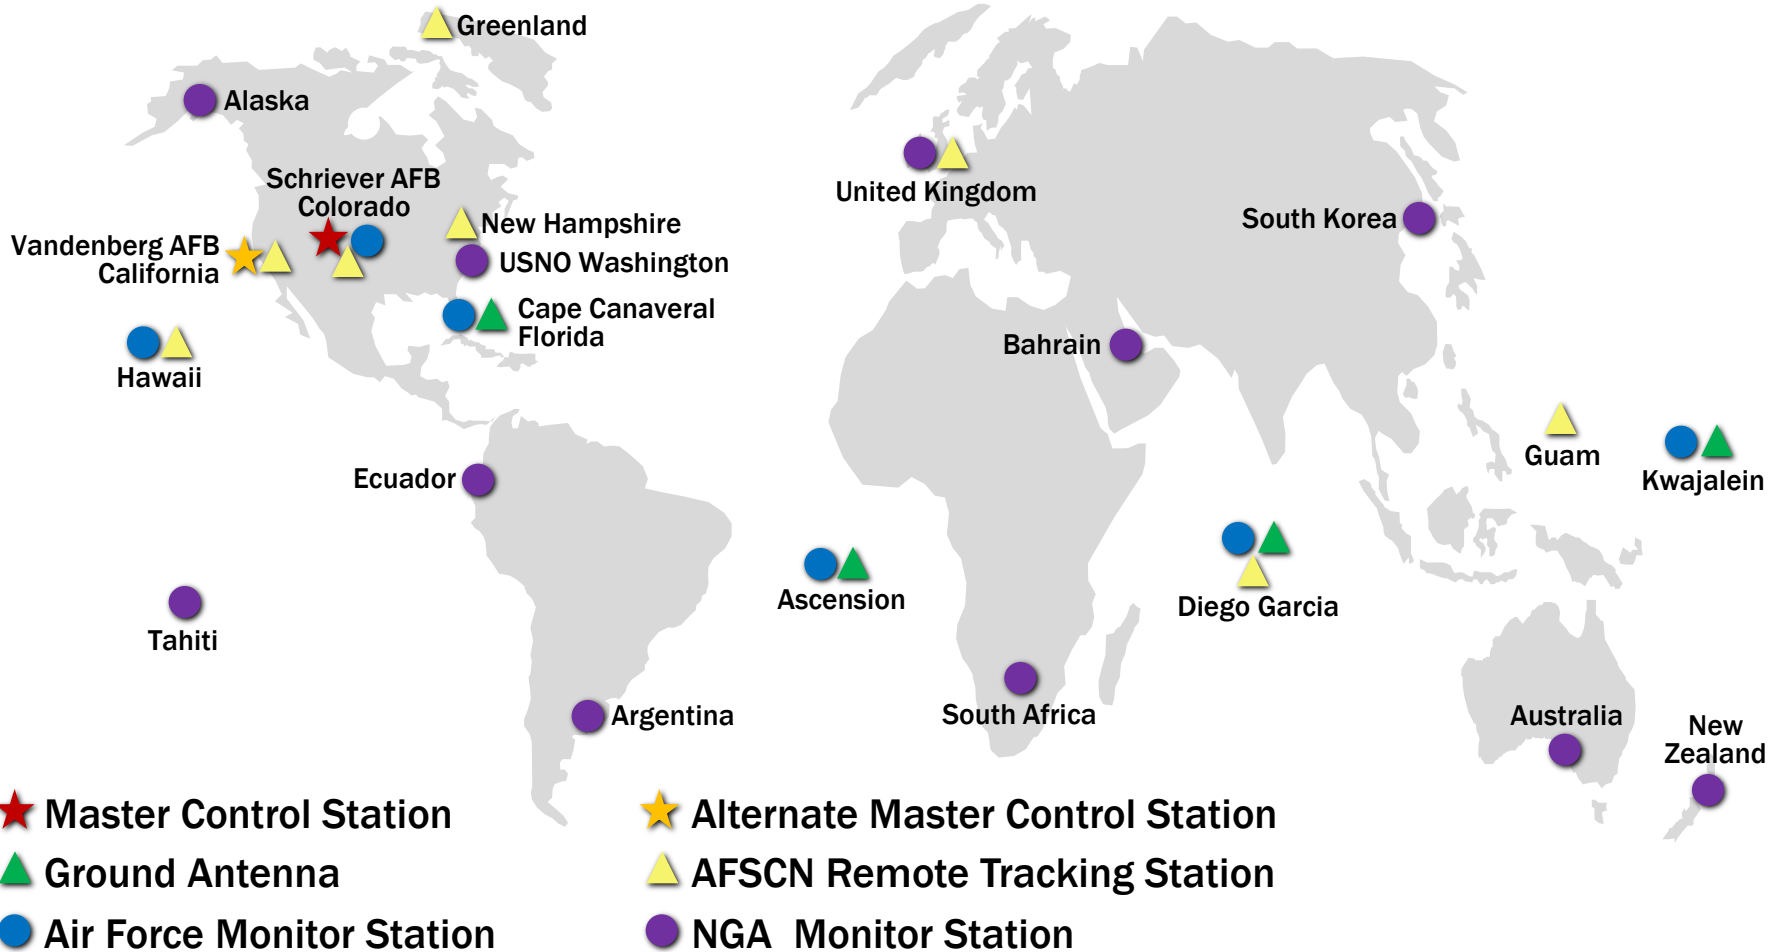 Greenland
Alaska
Schriever AFB
Colorado
Vandenberg AFB
California
New Hampshire
USNO Washington
Cape Canaveral
Florida
Hawaii
United Kingdom
South Korea
Bahrain
Guam
Kwajalein
Ecuador
Ascension
Diego Garcia
Tahiti
Argentina
South Africa
Australia
New
Zealand
Master Control Station
Alternate Master Control Station
Ground Antenna
AFSCN Remote Tracking Station
Air Force Monitor Station
NGA  Monitor Station